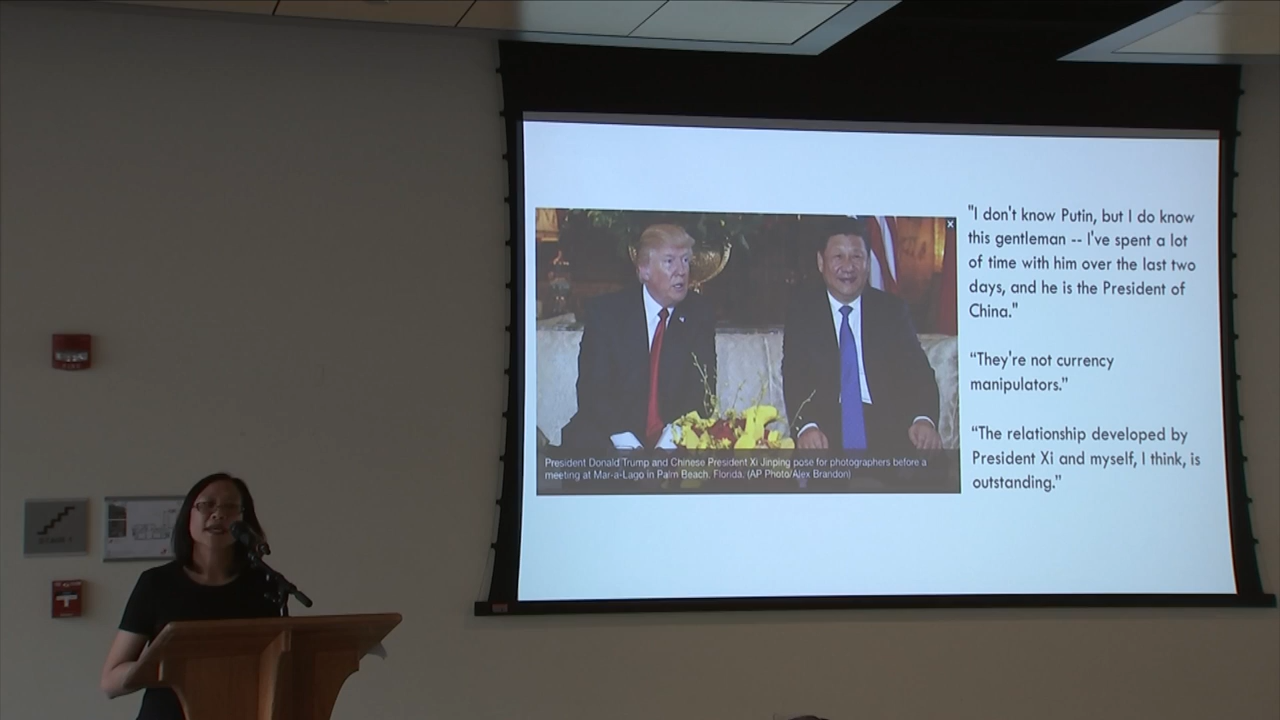 "I don't know Putin, but I do know
this gentleman -- I've spent a lot
of time with him over the last two
days, and he is the President of
China."
“They're not currency
manipulators.”
“The relationship developed by
President Xi and myself, I think, is
outstanding.”
President Donald Trump and Chinese President Xi Jinping pose for photographers before a
meeting at Mar-a-Lago in Palm Beach, Florida. (AP Photo/Alex Brandon)